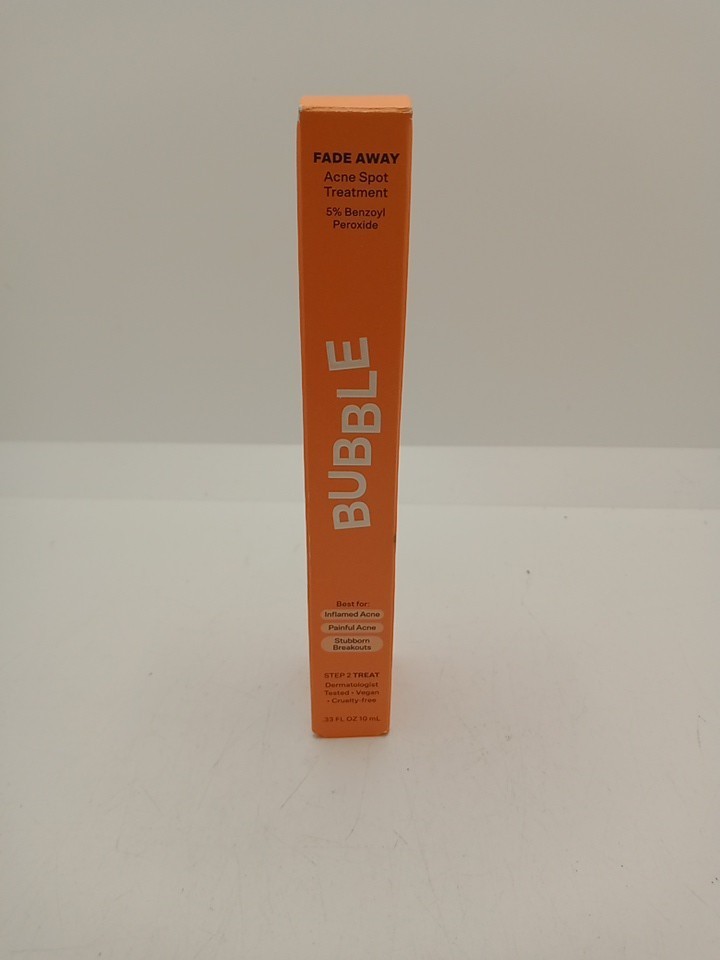 FADE AWAY
Acne Spot
Treatment
5% Benzoyl
Peroxide
BUBBLE
Best for:
Inflamed Acne
Painful Acne
Stubborn
Breakouts
STEP 2 TREAT
Dermatologist
Tested • Vegan
• Cruelty-free
.33 FL OZ 10 mL